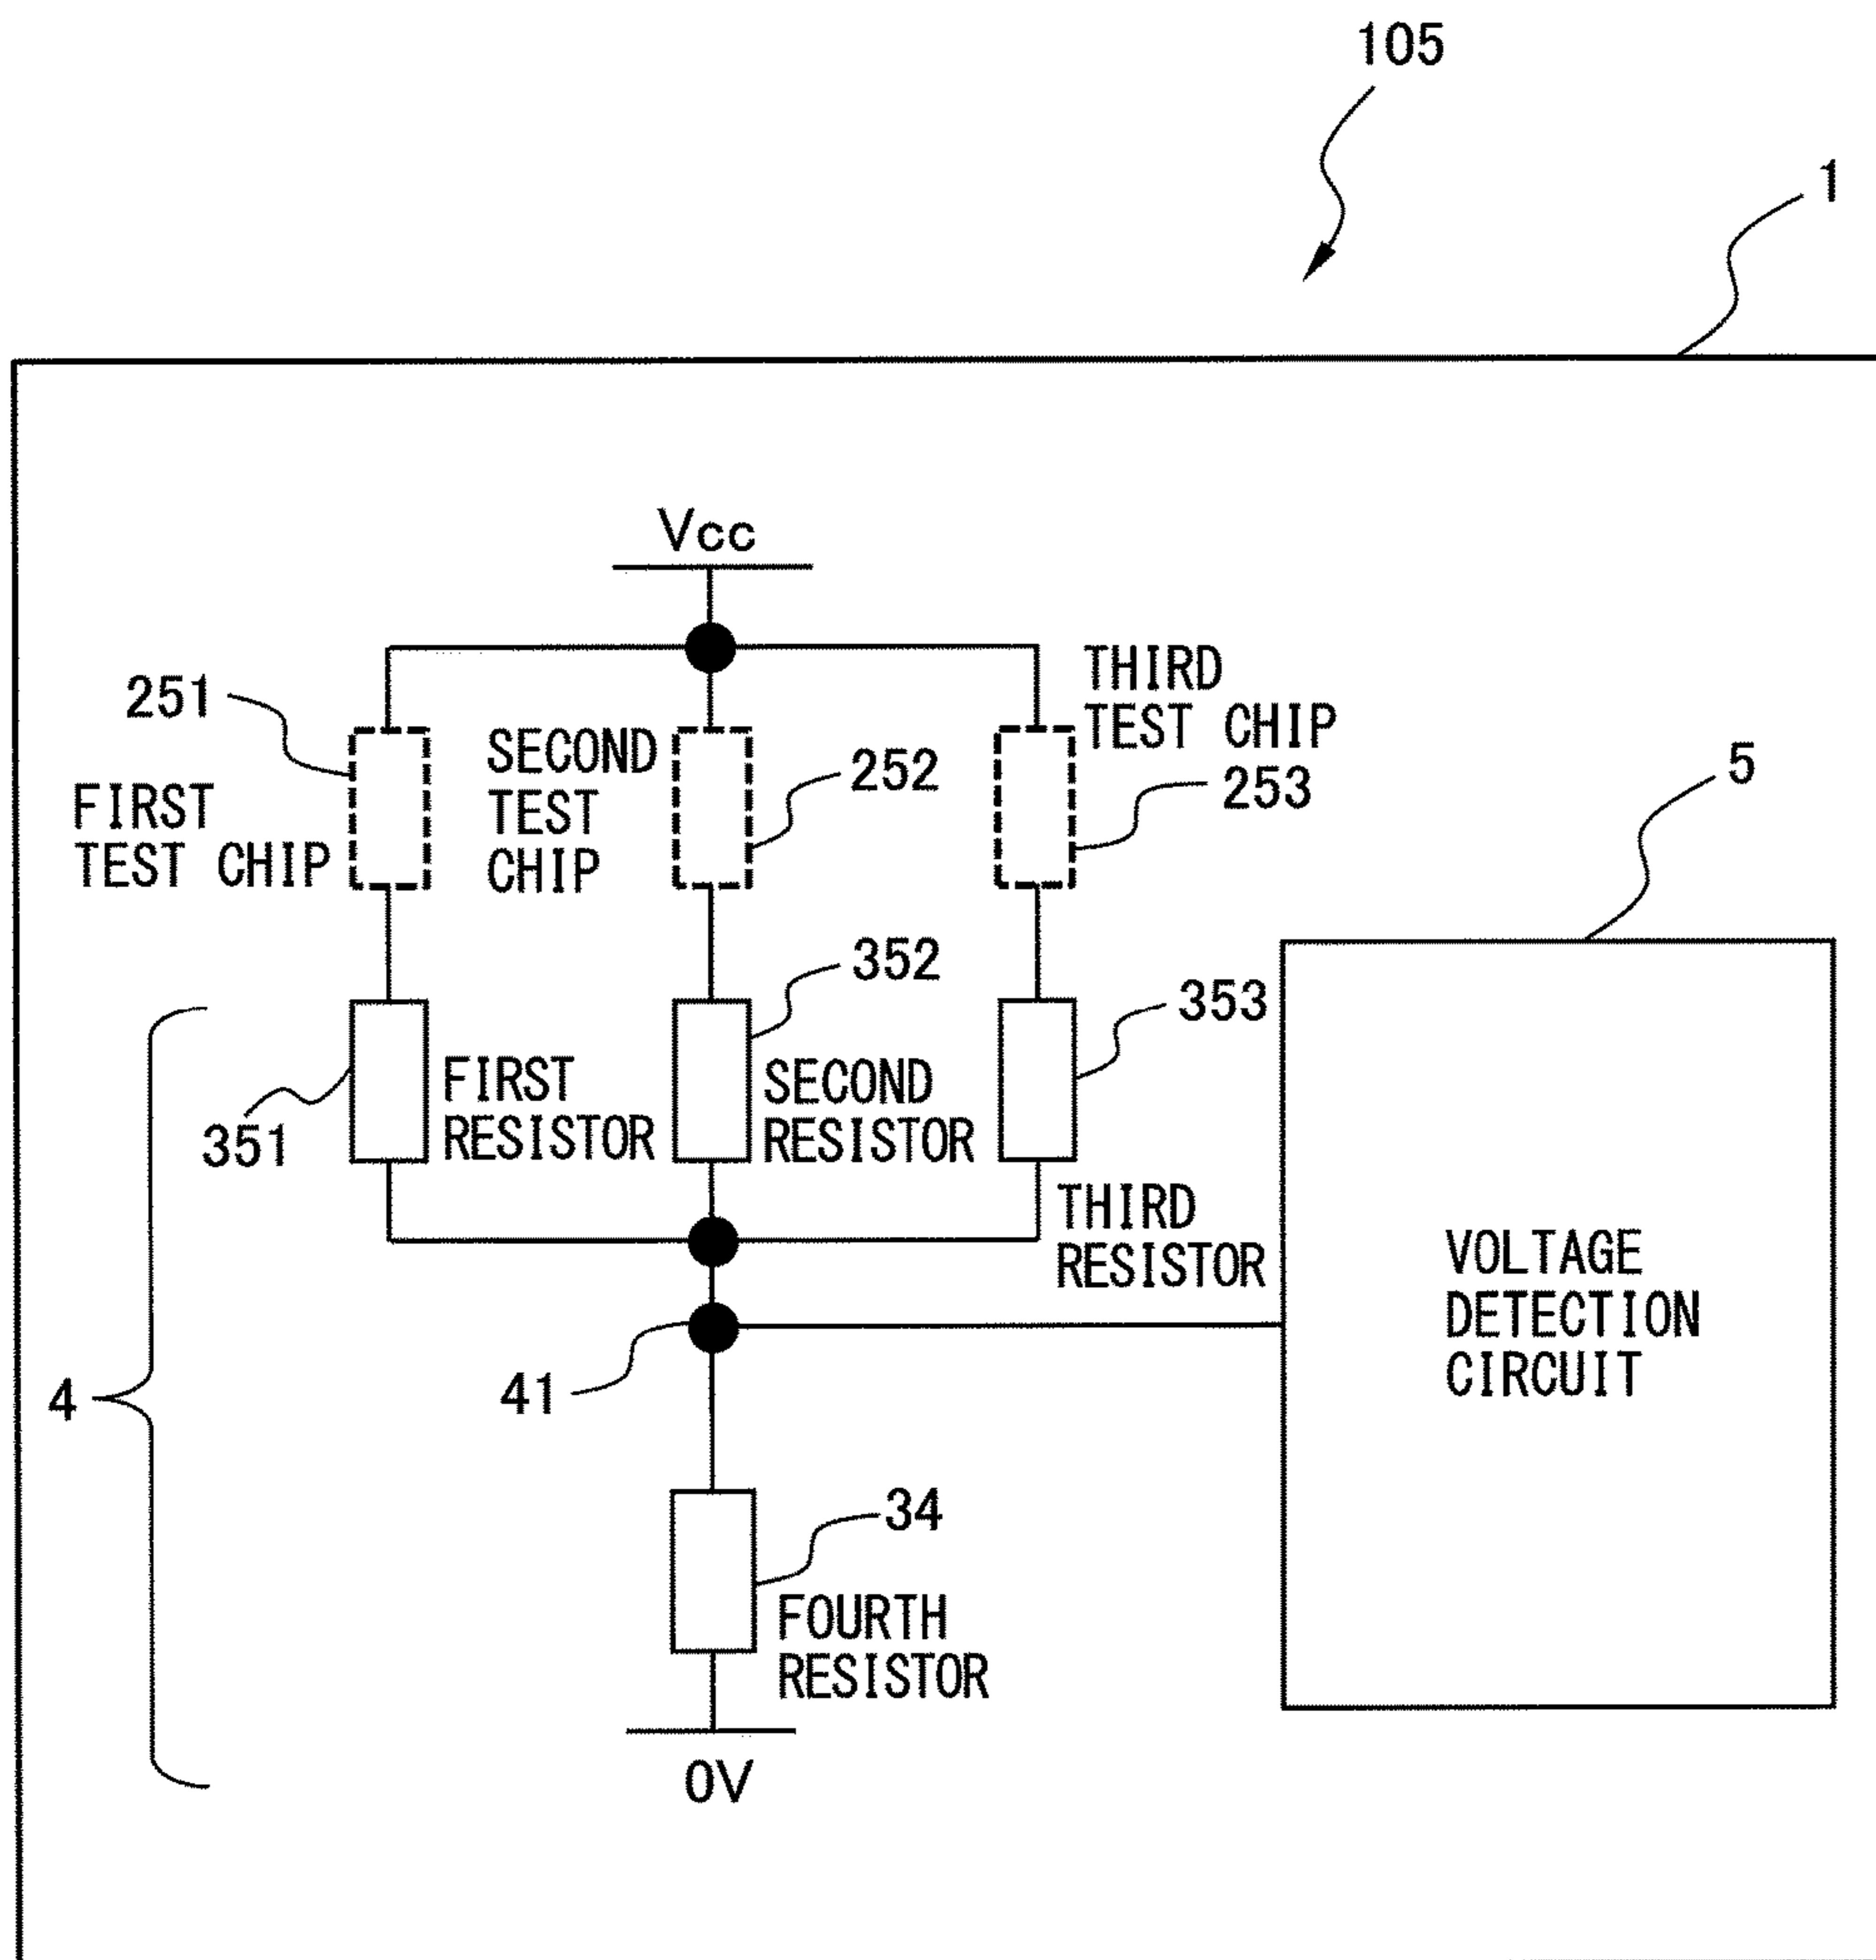 105
1
Vcc
THIRD
TEST CHIP
251
SECOND
TEST
CHIP
252
253
5
FIRST
TEST CHIP
352
353
FIRST
RESISTOR
SECOND
RESISTOR
351
THIRD
RESISTOR
VOLTAGE
DETECTION
CIRCUIT
41
4
34
FOURTH
RESISTOR
0V